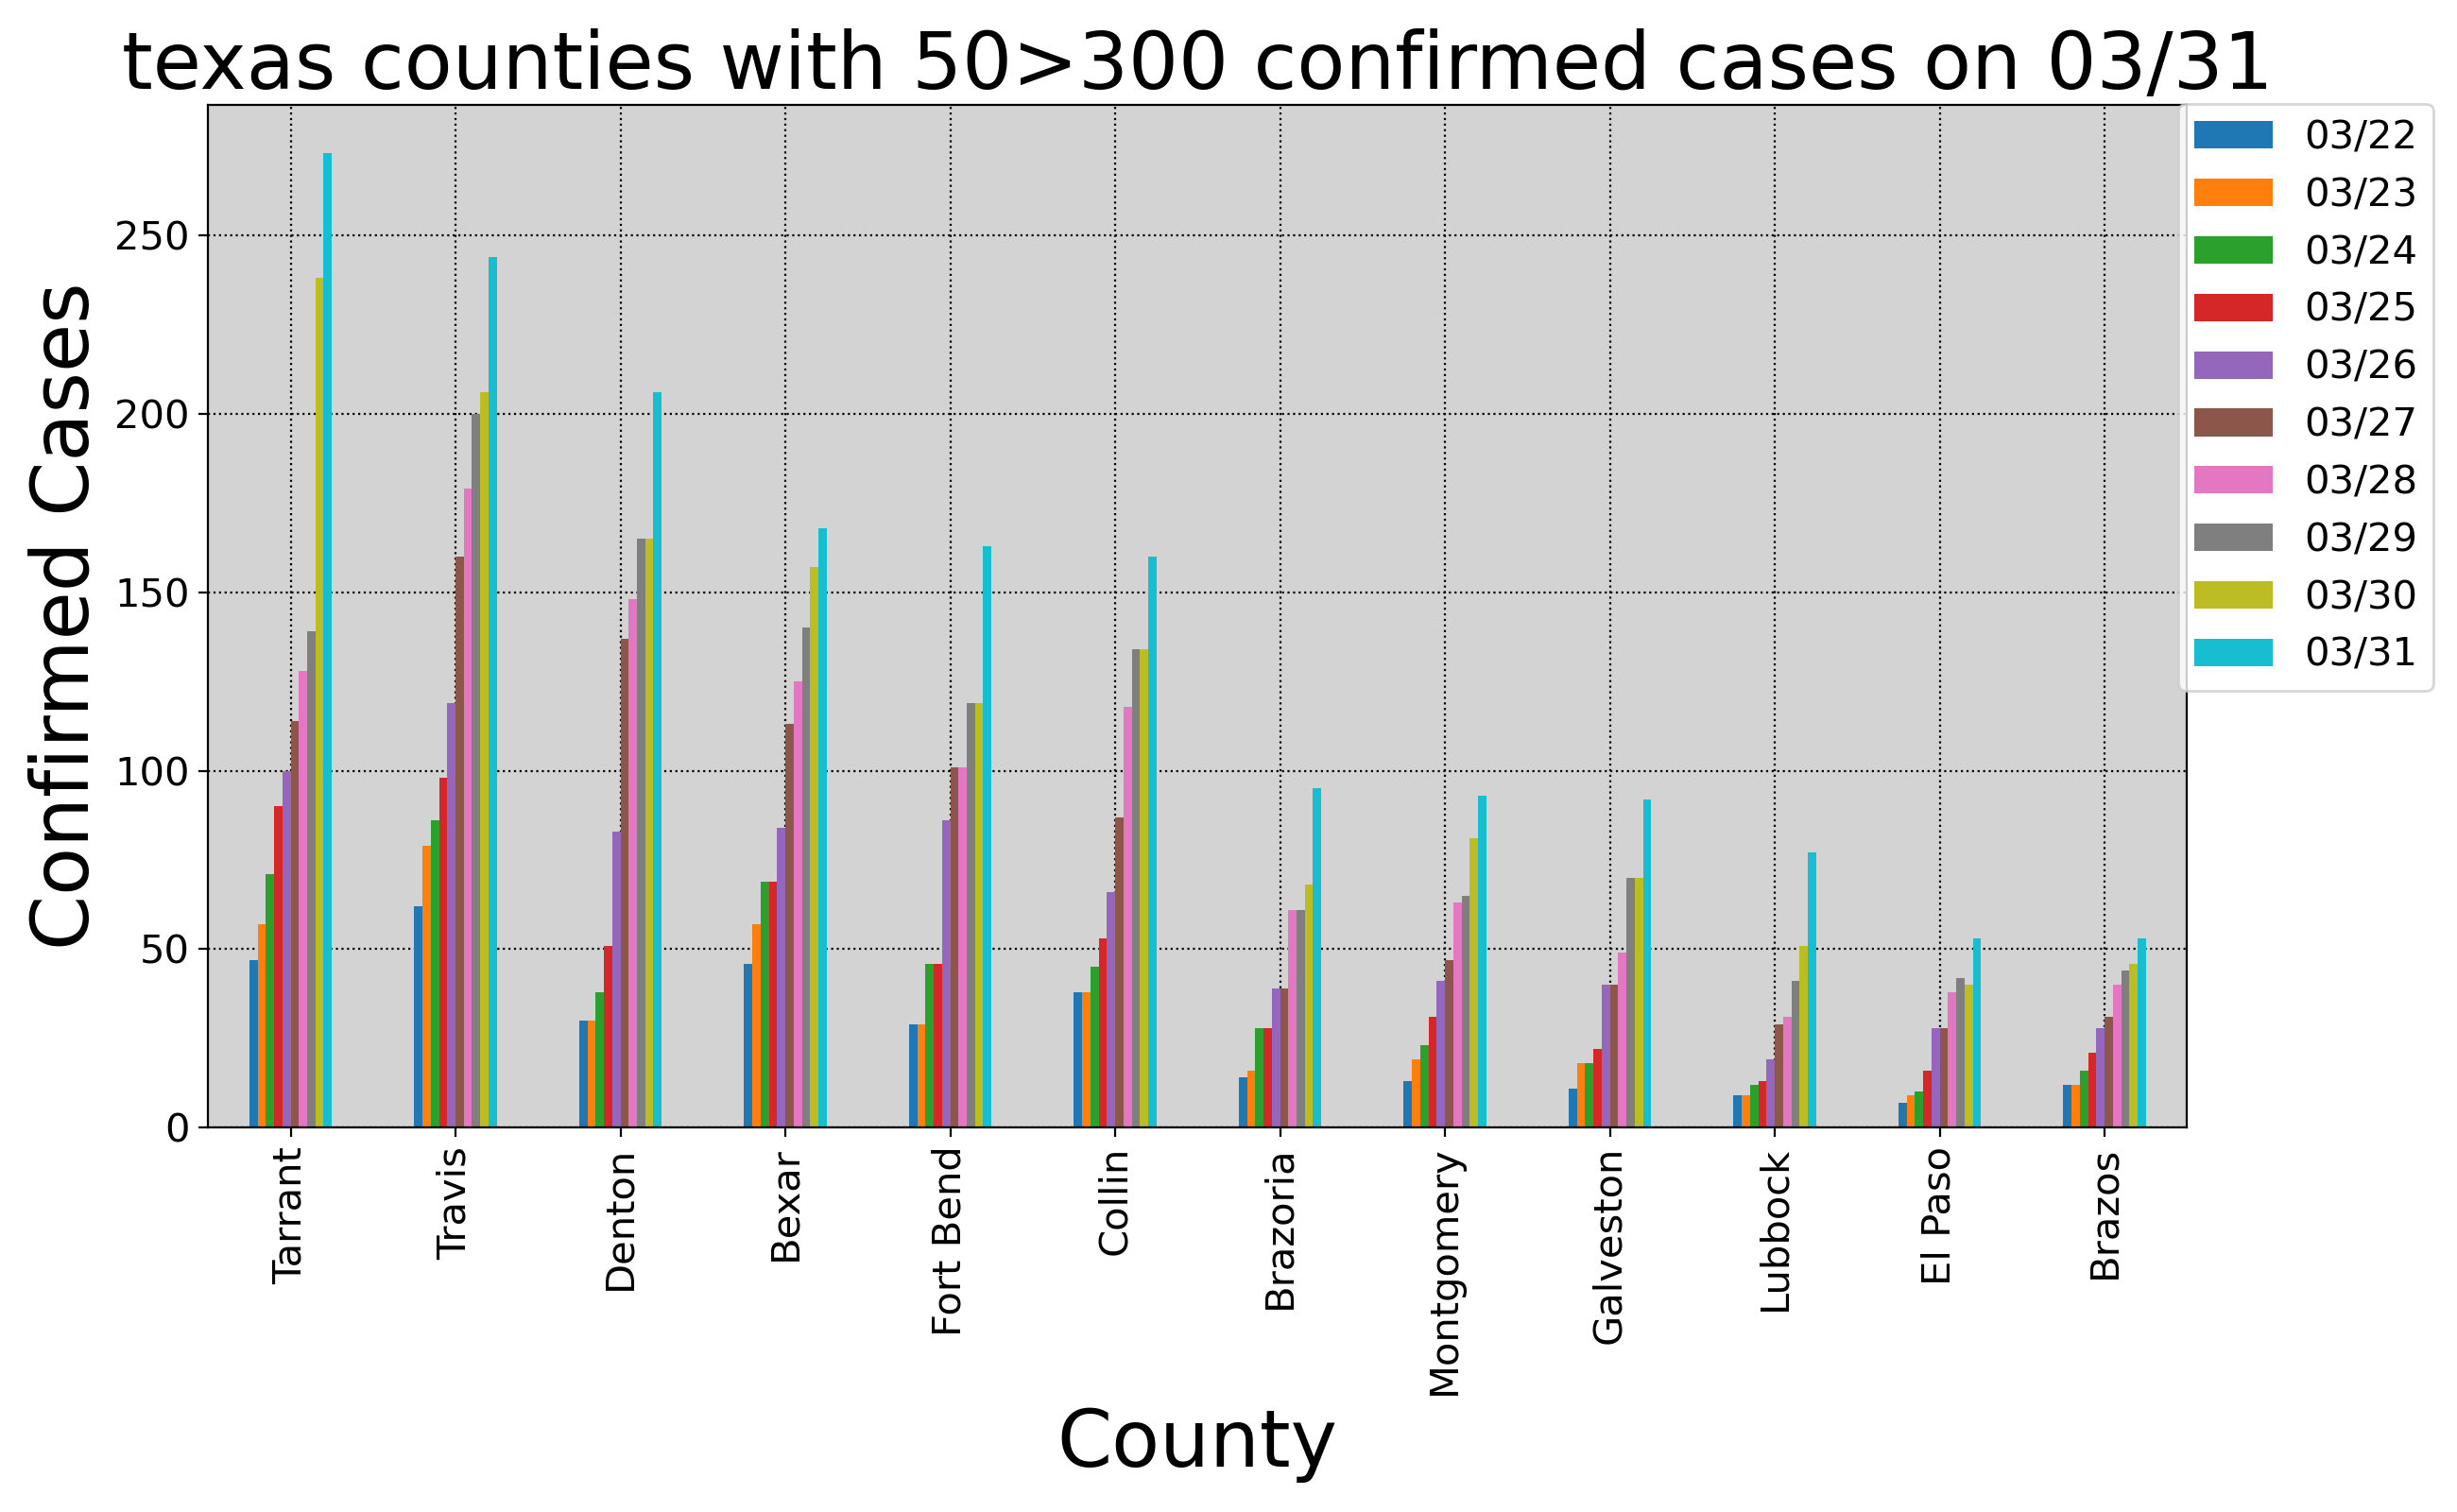 texas counties with 50>300 confirmed cases on 03/31
Confirmed Cases
250
200
150
100
50
0
03/22
03/23
03/24
03/25
03/26
03/27
03/28
03/29
03/30
03/31
Tarrant
Travis
Denton
Bexar
Fort Bend
Collin
Brazoria
Montgomery
Galveston
Lubbock
El Paso
Brazos
County